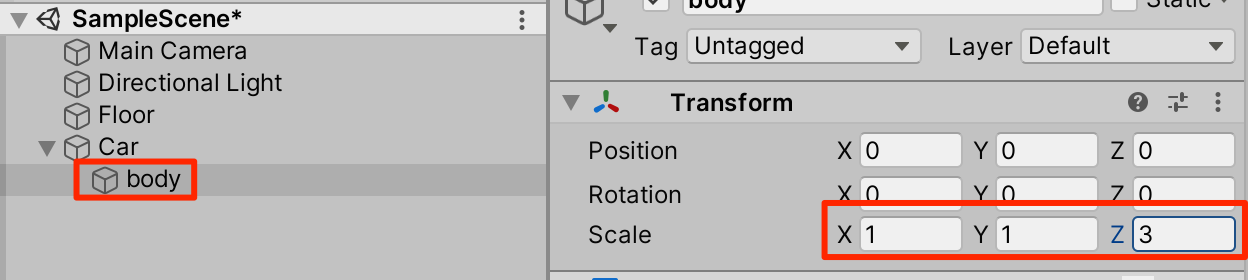 SampleScene*
Main Camera
Directional Light
Floor
Car
body
body
Static
Tag Untagged Layer Default
Transform
Position X 0 Y 0 Z 0
Rotation X 0 Y 0 Z 0
Scale X 1 Y 1 Z 3